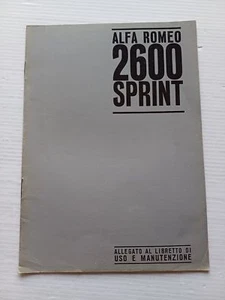 ALFA ROMEO
2600
SPRINT
ALLEGATO AL LIBRETTO DI
USO E MANUTENZIONE